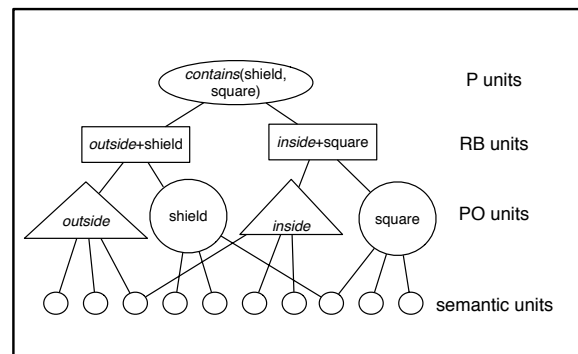 contains(shield,
square)
P units
outside+shield
inside+square
RB units
outside
shield
inside
square
PO units
semantic units